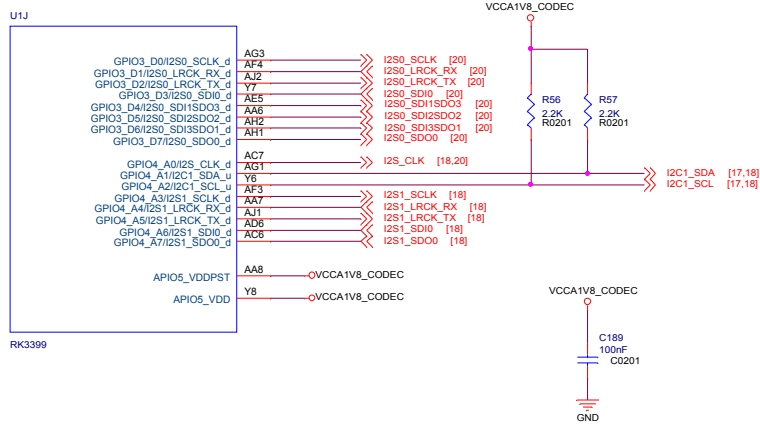 U1J
VCCA1V8_CODEC
GPIO3_D0/I2S0_SCLK_d AG3 I2S0_SCLK [20]
GPIO3_D1/I2S0_LRCK_RX_d AF4 I2S0_LRCK_RX [20]
GPIO3_D2/I2S0_LRCK_TX_d AJ2 I2S0_LRCK_TX [20]
GPIO3_D3/I2S0_SDI0_d Y7 I2S0_SDI0 [20]
GPIO3_D4/I2S0_SDI1SDO3_d AE5 I2S0_SDI1SDO3 [20]
GPIO3_D5/I2S0_SDI2SDO2_d AA6 I2S0_SDI2SDO2 [20]
GPIO3_D6/I2S0_SDI3SDO1_d AH2 I2S0_SDI3SDO1 [20]
GPIO3_D7/I2S0_SDO0_d AH1 I2S0_SDO0 [20]
R56 R57
2.2K 2.2K
R0201 R0201
GPIO4_A0/I2S_CLK_d AC7 I2S_CLK [18,20]
GPIO4_A1/I2C1_SDA_u AG1 I2C1_SDA [17,18]
GPIO4_A2/I2C1_SCL_u Y6 I2C1_SCL [17,18]
GPIO4_A3/I2S1_SCLK_d AF3 I2S1_SCLK [18]
GPIO4_A4/I2S1_LRCK_RX_d AA7 I2S1_LRCK_RX [18]
GPIO4_A5/I2S1_LRCK_TX_d AJ1 I2S1_LRCK_TX [18]
GPIO4_A6/I2S1_SDI0_d AD6 I2S1_SDI0 [18]
GPIO4_A7/I2S1_SDO0_d AC6 I2S1_SDO0 [18]
APIO5_VDDPST AA8 VCCA1V8_CODEC
APIO5_VDD Y8 VCCA1V8_CODEC
RK3399
VCCA1V8_CODEC
C189
100nF
C0201
GND